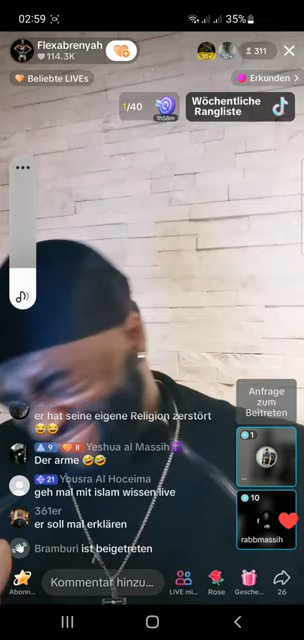 02:59
35%
Flexabrenyah
114.3K
10+
311
Beliebte LIVEs
Erkunden >
1/40
1h58m
Wöchentliche
Rangliste
Anfrage
zum
Beitreten
er hat seine eigene Religion zerstört
😂😂
9 II Yeshua al Massih
Der arme 🤣🤣
21 Yousra Al Hoceima
geh mal mit islam wissen live
361er
er soll mal erklären
Bramburi ist beigetreten
1
10
rabbmassih
Abonn...
Kommentar hinzu...
LIVE mi...
Rose
Gesche...
26